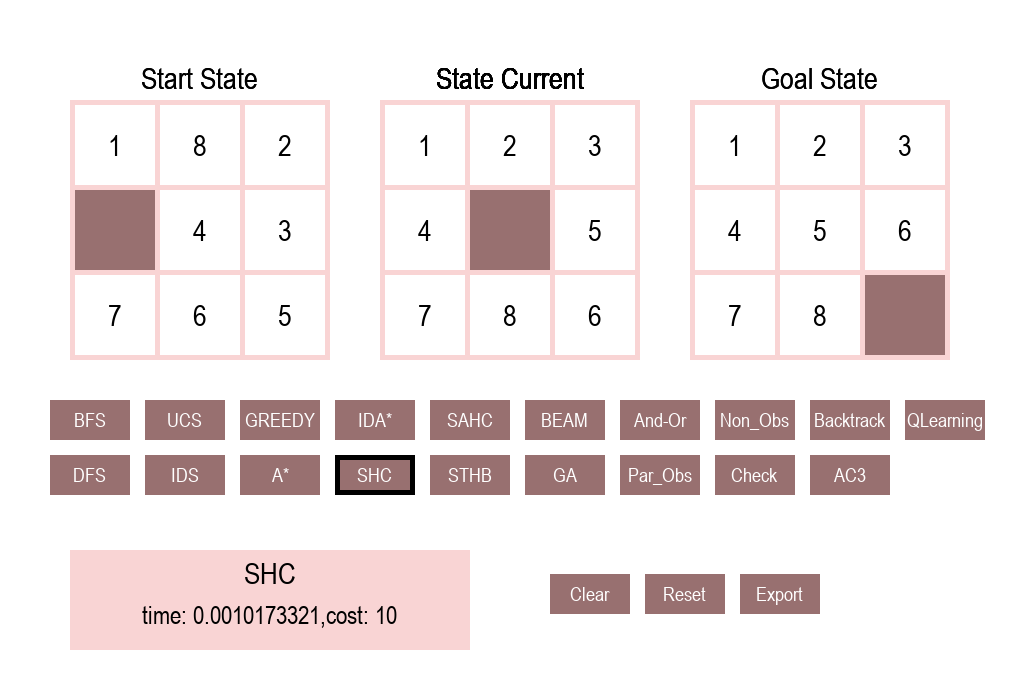 Start State State Current Goal State
1 8 2 1 2 3 1 2 3
4 3 4 5 4 5 6
7 6 5 7 8 6 7 8
BFS UCS GREEDY IDA* SAHC BEAM And-Or Non_Obs Backtrack QLearning
DFS IDS A* SHC STHB GA Par_Obs Check AC3
SHC
time: 0.0010173321,cost: 10
Clear Reset Export